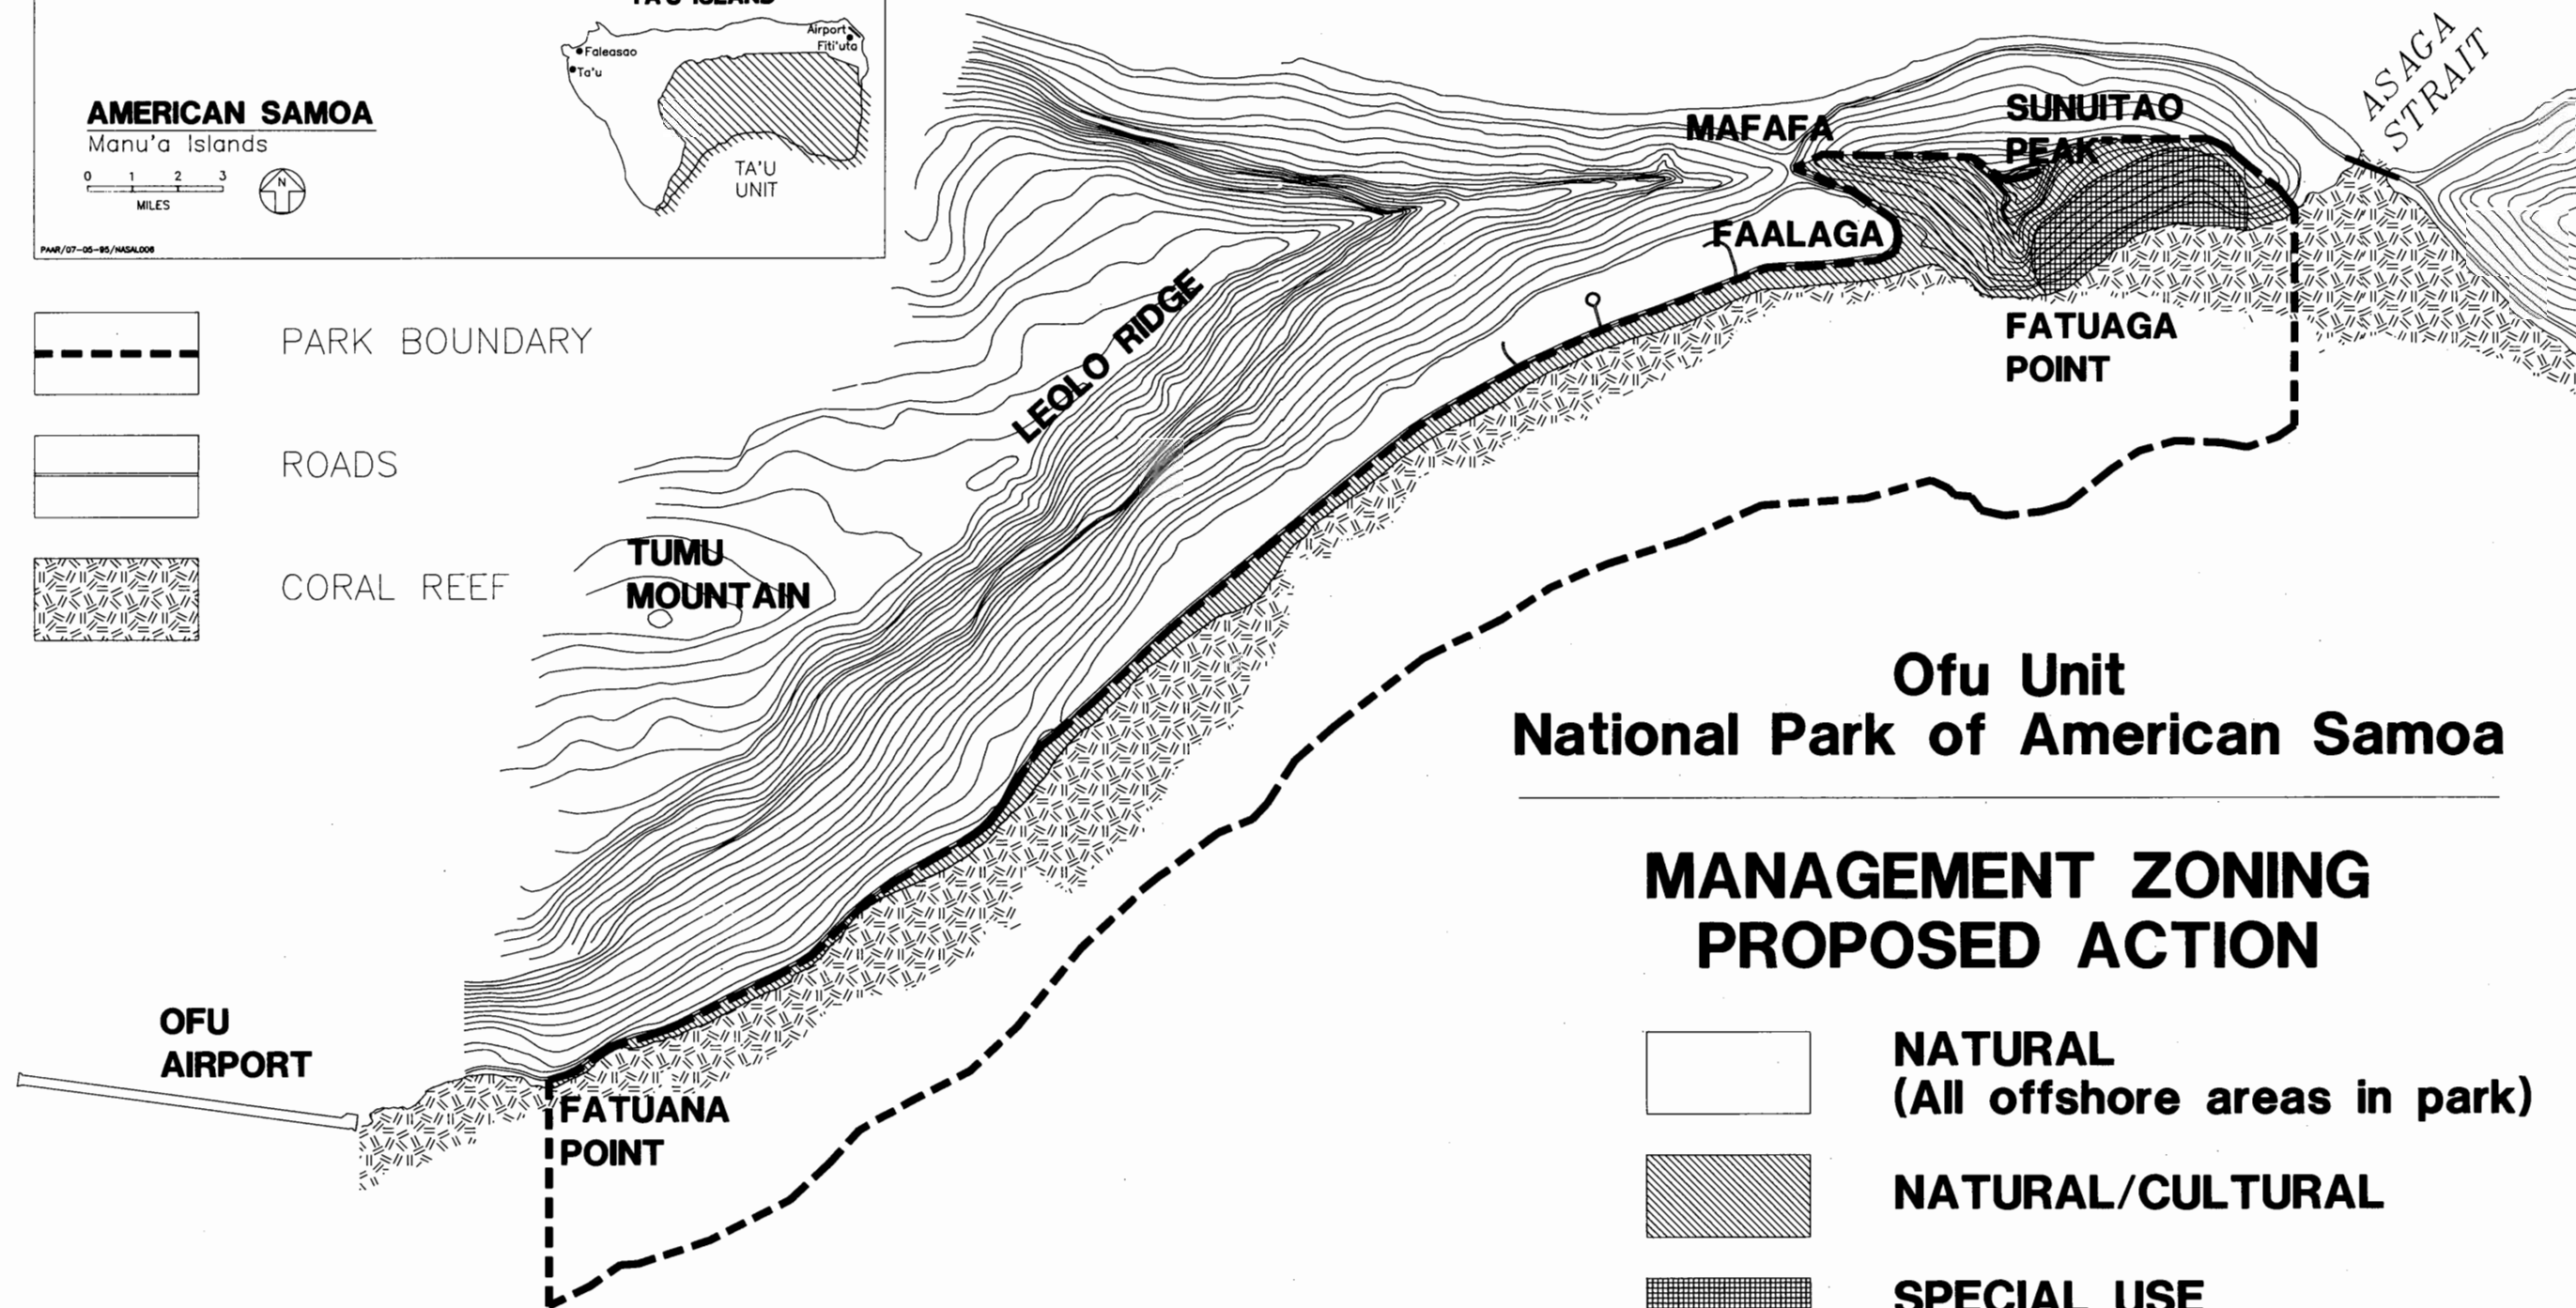 TA'U ISLAND
Airport
Fiti'uta
Faleasao
Ta'u
TA'U
UNIT
AMERICAN SAMOA
Manu'a Islands
0 1 2 3
MILES
N
PAAR/07-05-95/NASAL006
PARK BOUNDARY
ROADS
CORAL REEF
ASAGA
STRAIT
SUNUITAO
PEAK
MAFAFA
FAALAGA
FATUAGA
POINT
LEOLO RIDGE
TUMU
MOUNTAIN
OFU
AIRPORT
FATUANA
POINT
Ofu Unit
National Park of American Samoa
MANAGEMENT ZONING
PROPOSED ACTION
NATURAL
(All offshore areas in park)
NATURAL/CULTURAL
SPECIAL USE